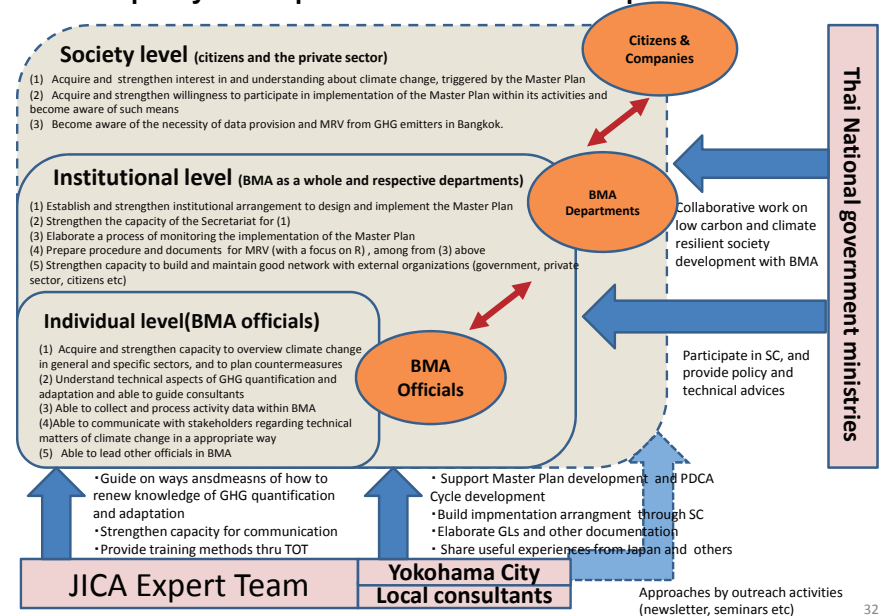 Society level (citizens and the private sector)
(1) Acquire and strengthen interest in and understanding about climate change, triggered by the Master Plan
(2) Acquire and strengthen willingness to participate in implementation of the Master Plan within its activities and
become aware of such means
(3) Become aware of the necessity of data provision and MRV from GHG emitters in Bangkok.
Citizens &
Companies
Institutional level (BMA as a whole and respective departments)
(1) Establish and strengthen institutional arrangement to design and implement the Master Plan
(2) Strengthen the capacity of the Secretariat for (1)
(3) Elaborate a process of monitoring the implementation of the Master Plan
(4) Prepare procedure and documents for MRV (with a focus on R) , among from (3) above
(5) Strengthen capacity to build and maintain good network with external organizations (government, private
sector, citizens etc)
BMA
Departments
Individual level(BMA officials)
(1) Acquire and strengthen capacity to overview climate change
in general and specific sectors, and to plan countermeasures
(2) Understand technical aspects of GHG quantification and
adaptation and able to guide consultants
(3) Able to collect and process activity data within BMA
(4)Able to communicate with stakeholders regarding technical
matters of climate change in a appropriate way
(5) Able to lead other officials in BMA
BMA
Officials
Thai National government ministries
Collaborative work on
low carbon and climate
resilient society
development with BMA
Participate in SC, and
provide policy and
technical advices
・Guide on ways ansdmeasns of how to
renew knowledge of GHG quantification
and adaptation
・Strengthen capacity for communication
・Provide training methods thru TOT
・ Support Master Plan development and PDCA
Cycle development
・Build impmentation arrangment through SC
・Elaborate GLs and other documentation
・ Share useful experiences from Japan and others
JICA Expert Team
Yokohama City
Local consultants
Approaches by outreach activities
(newsletter, seminars etc)
32